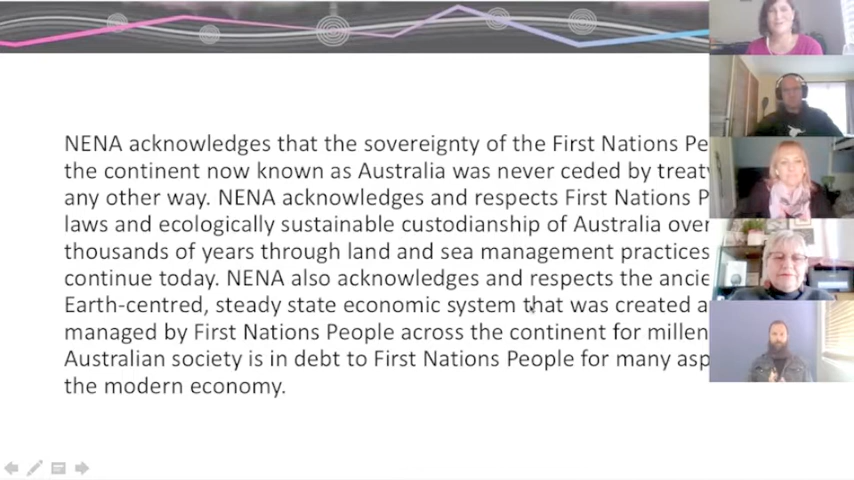 NENA acknowledges that the sovereignty of the First Nations Pe
the continent now known as Australia was never ceded by treaty
any other way. NENA acknowledges and respects First Nations P
laws and ecologically sustainable custodianship of Australia over
thousands of years through land and sea management practices
continue today. NENA also acknowledges and respects the ancie
Earth-centred, steady state economic system that was created a
managed by First Nations People across the continent for millen
Australian society is in debt to First Nations People for many asp
the modern economy.